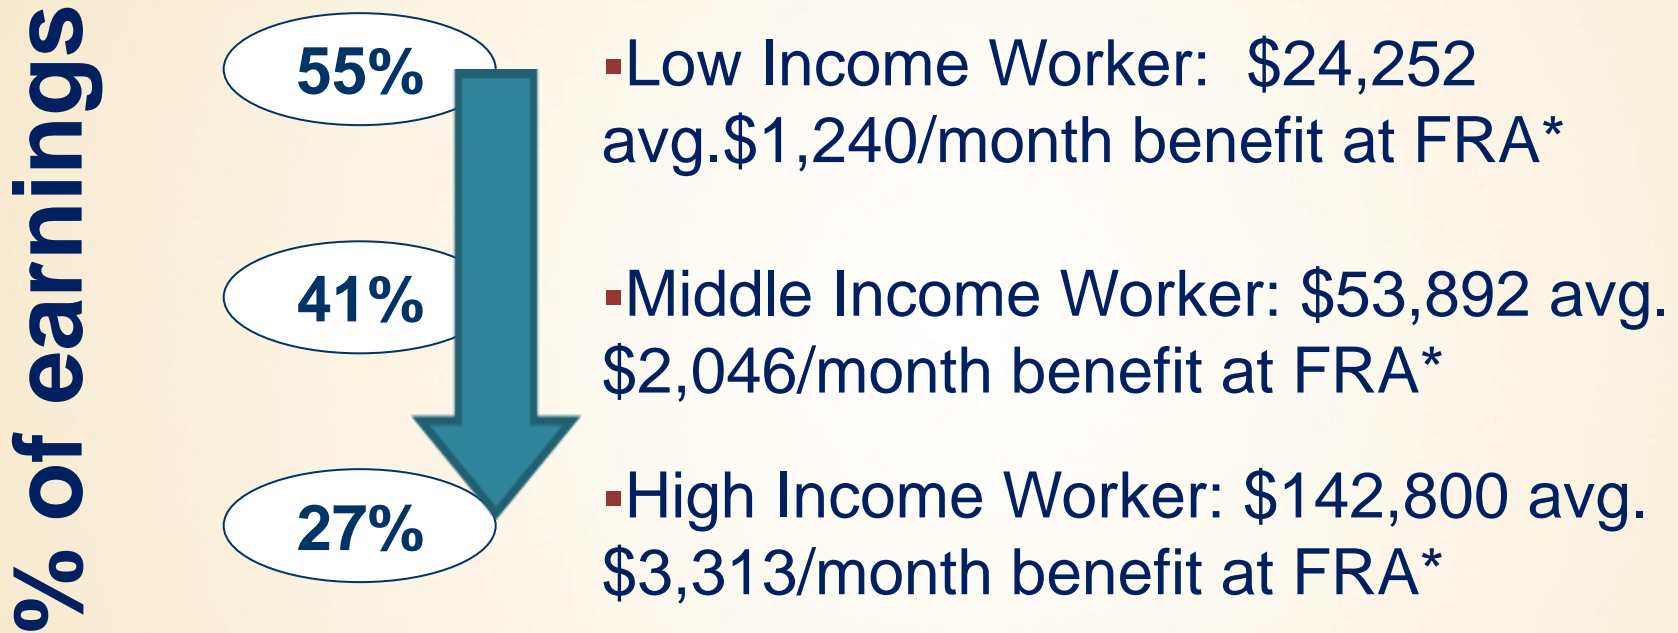 % of earnings
55%
▪Low Income Worker:  $24,252
avg.$1,240/month benefit at FRA*
41%
▪Middle Income Worker: $53,892 avg.
$2,046/month benefit at FRA*
27%
▪High Income Worker: $142,800 avg.
$3,313/month benefit at FRA*